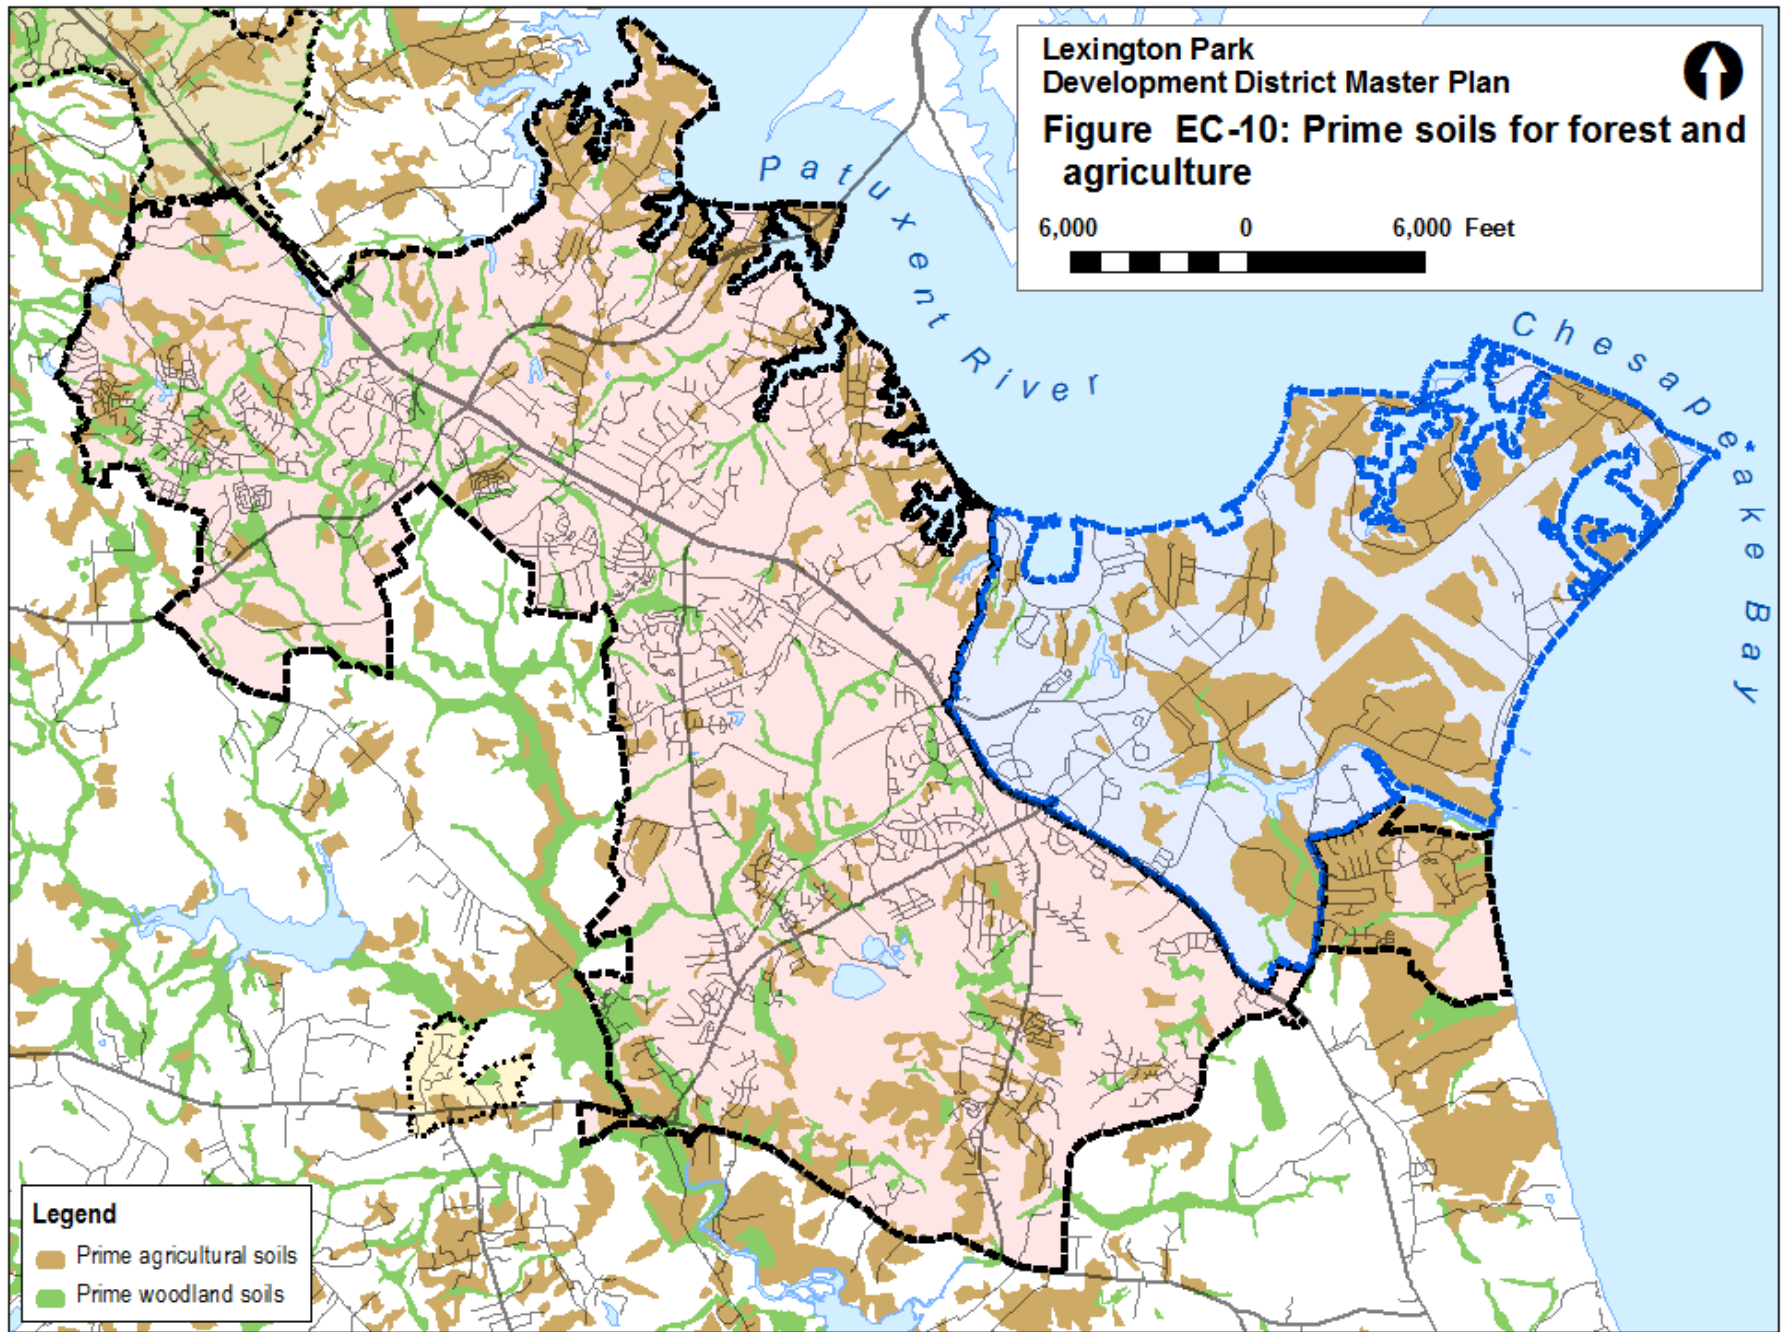 Lexington Park
Development District Master Plan
Figure EC-10: Prime soils for forest and
agriculture
6,000 0 6,000 Feet
Patuxent River
Chesapeake Bay
Legend
Prime agricultural soils
Prime woodland soils